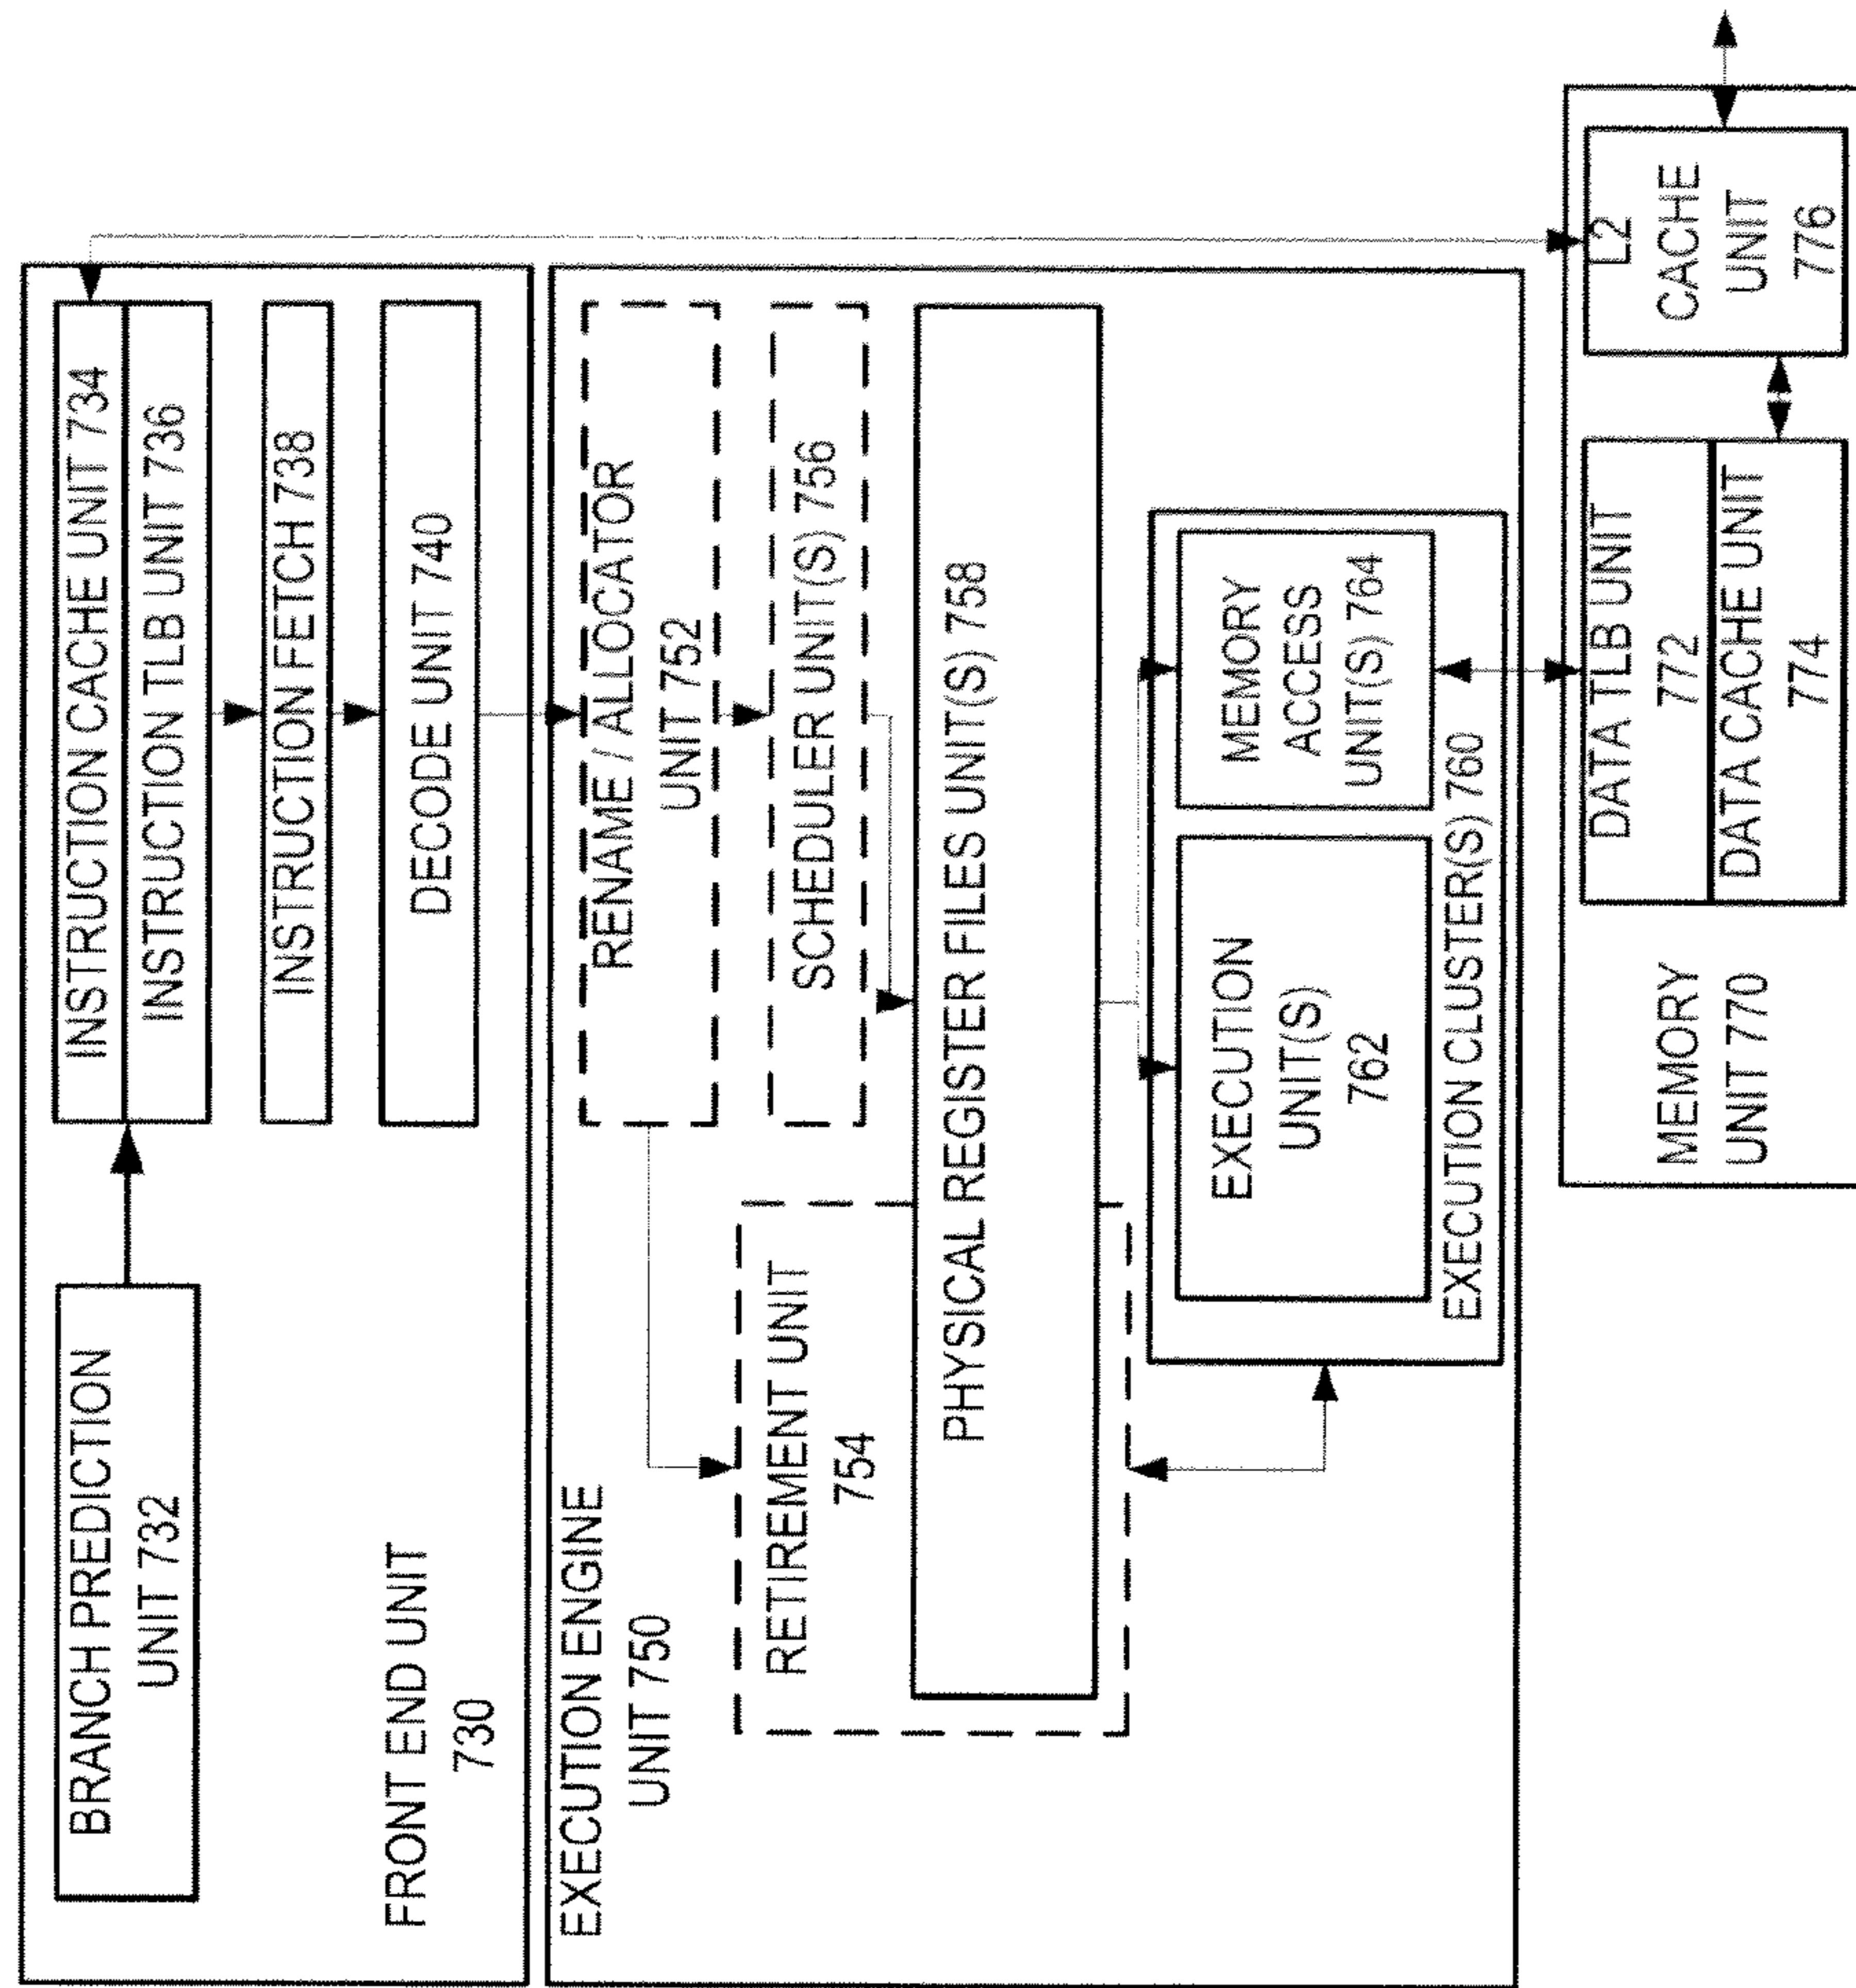 BRANCH PREDICTION
UNIT 732
INSTRUCTION CACHE UNIT 734
INSTRUCTION TLB UNIT 736
INSTRUCTION FETCH 738
DECODE UNIT 740
FRONT END UNIT
730
EXECUTION ENGINE
UNIT 750
RENAME / ALLOCATOR
UNIT 752
SCHEDULER UNIT(S) 756
RETIREMENT UNIT
754
PHYSICAL REGISTER FILES UNIT(S) 758
EXECUTION
UNIT(S)
762
MEMORY
ACCESS
UNIT(S) 764
EXECUTION CLUSTER(S) 760
MEMORY
UNIT 770
DATA TLB UNIT
772
DATA CACHE UNIT
774
L2
CACHE
UNIT
776